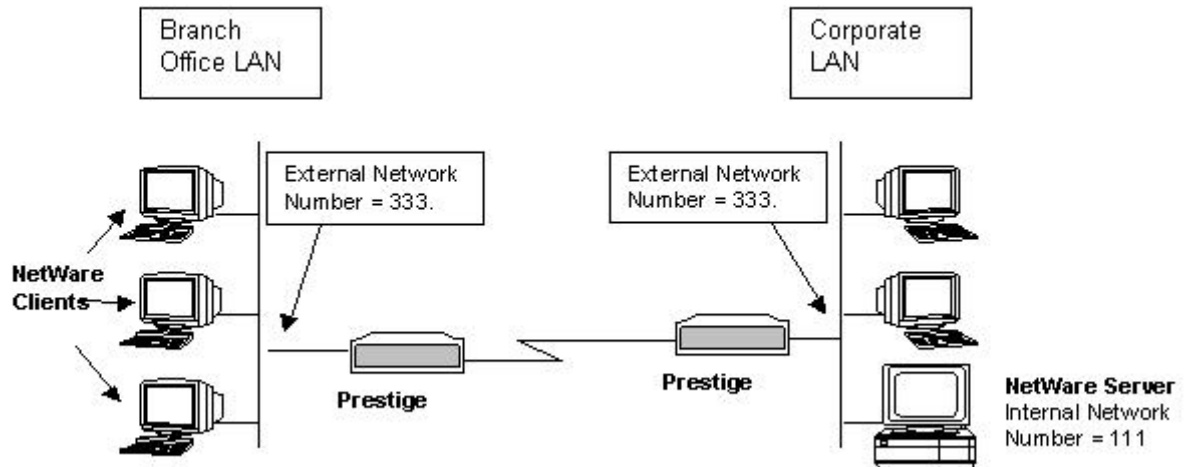 Branch
Office LAN
Corporate
LAN
External Network
Number = 333.
External Network
Number = 333.
NetWare
Clients
Prestige
Prestige
NetWare Server
Internal Network
Number = 111